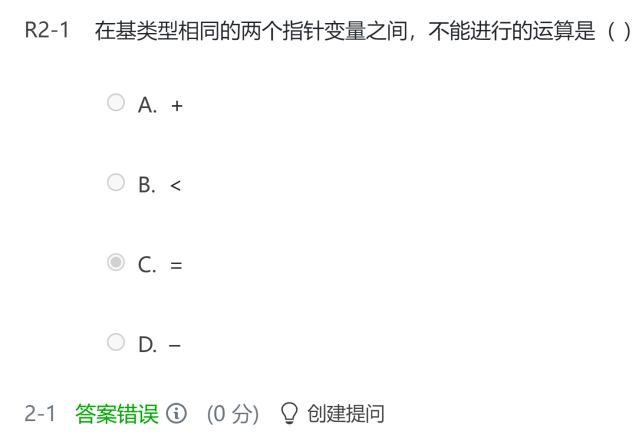 R2-1 在基类型相同的两个指针变量之间，不能进行的运算是（ ）
A. +
B. <
C. =
D. −
2-1 答案错误 (0 分) 创建提问